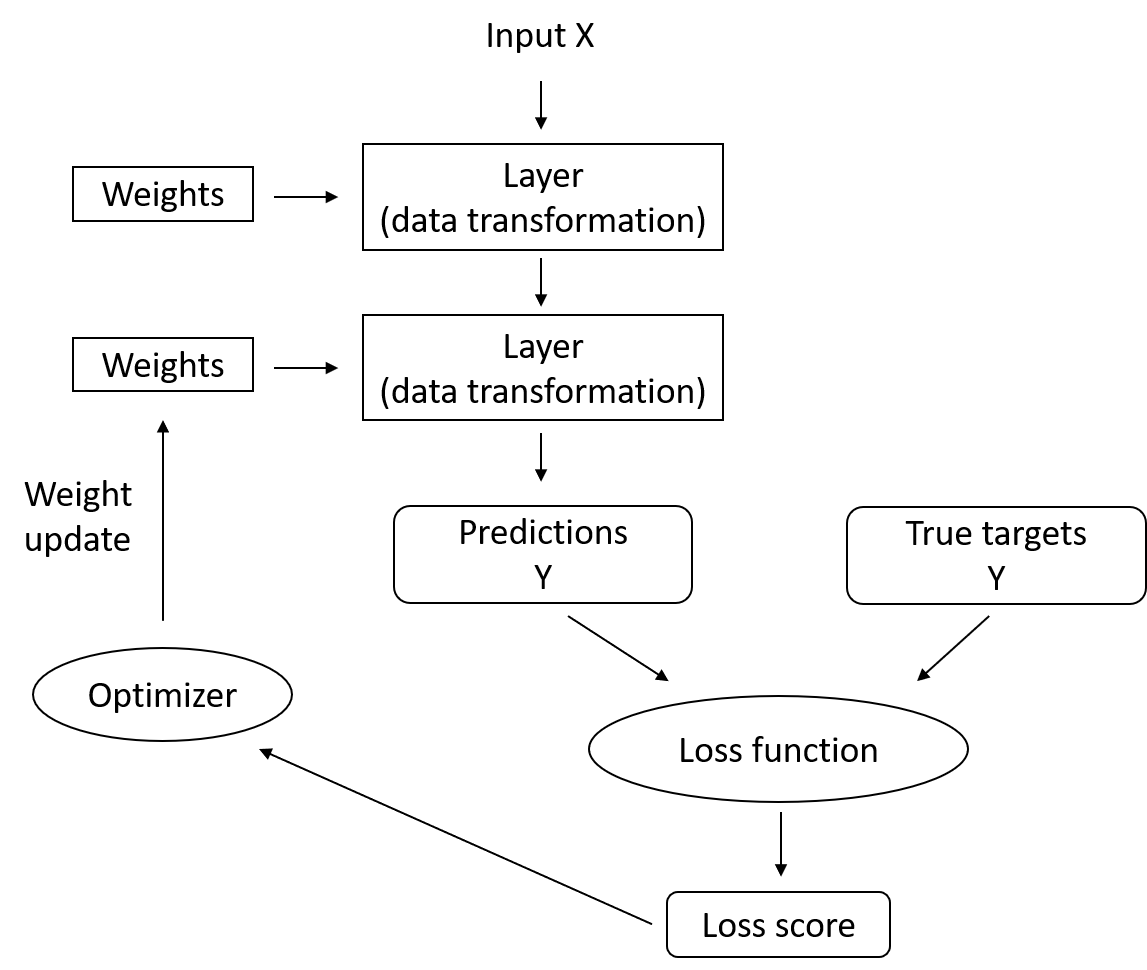 Input X
Weights
Layer
(data transformation)
Weights
Layer
(data transformation)
Weight
update
Predictions
Y
True targets
Y
Optimizer
Loss function
Loss score